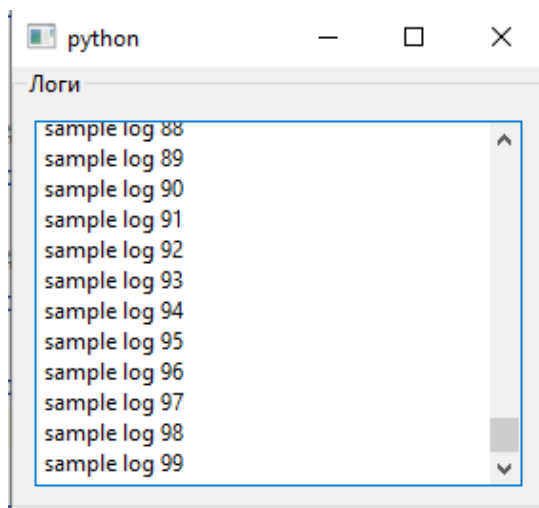 python
Логи
sample log 88
sample log 89
sample log 90
sample log 91
sample log 92
sample log 93
sample log 94
sample log 95
sample log 96
sample log 97
sample log 98
sample log 99